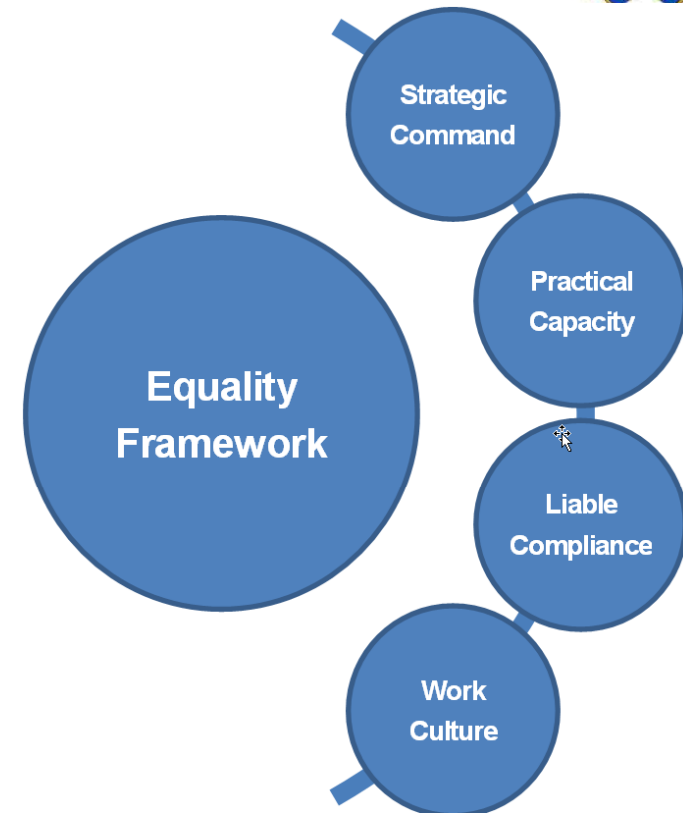 Strategic
Command
Practical
Capacity
Equality
Framework
Liable
Compliance
Work
Culture